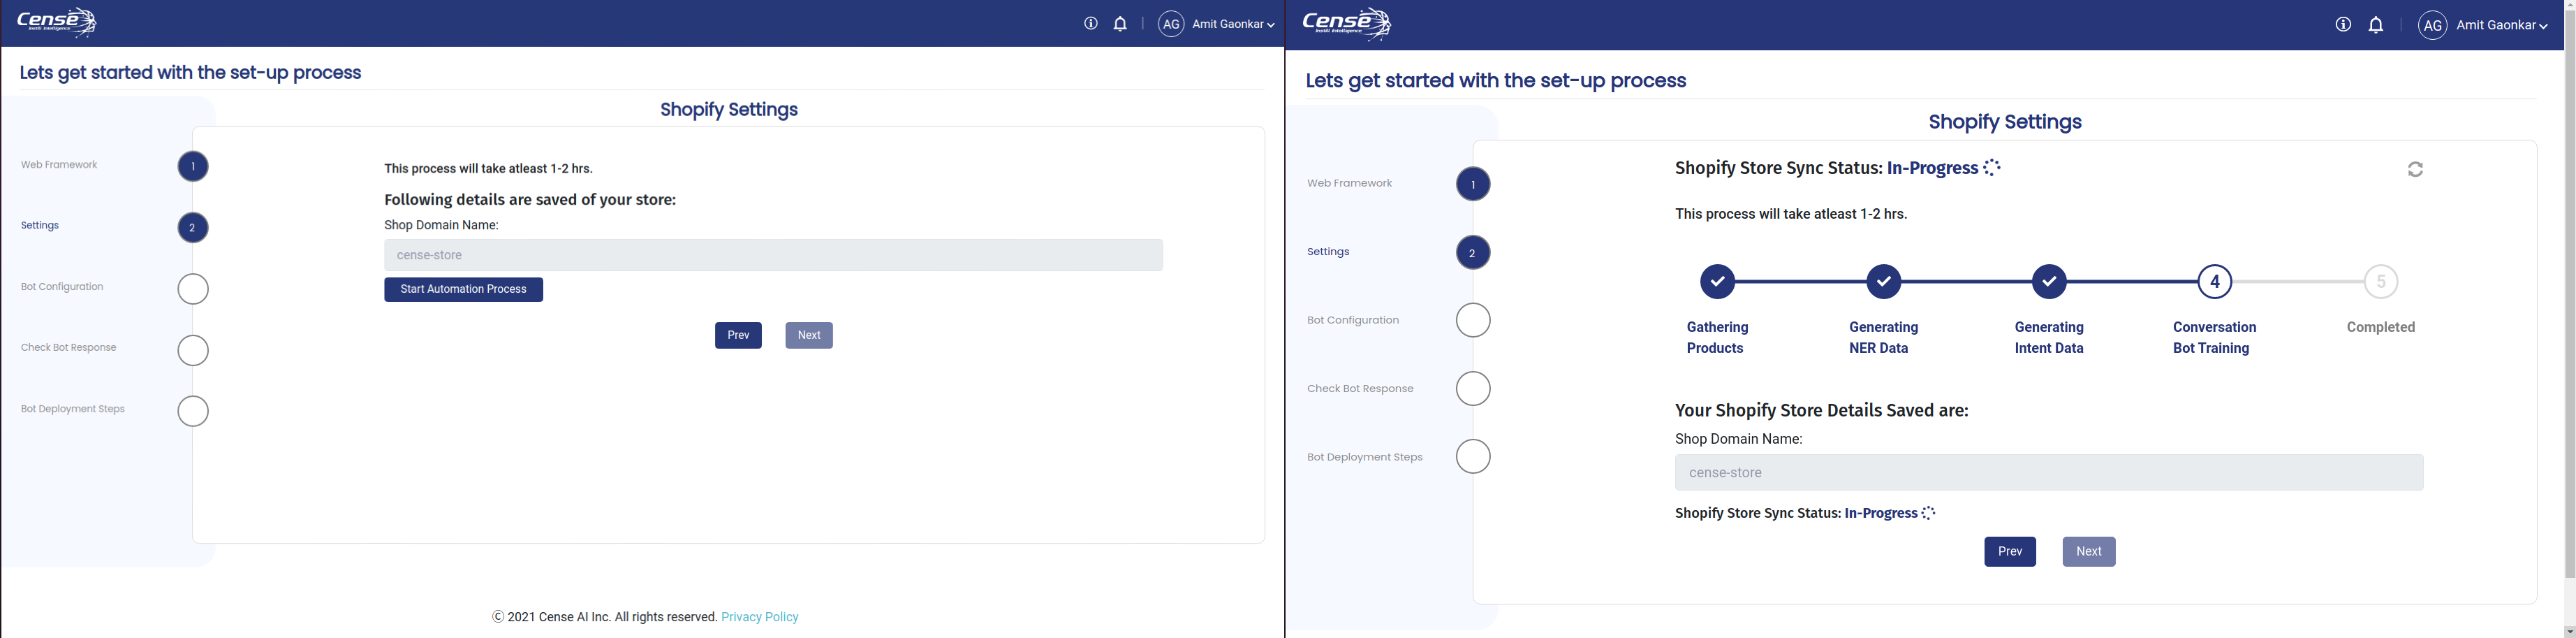 Cense
Inzidi Intelligence
AG Amit Gaonkar
Lets get started with the set-up process
Shopify Settings
Web Framework
1
Settings
2
Bot Configuration
Check Bot Response
Bot Deployment Steps
This process will take atleast 1-2 hrs.
Following details are saved of your store:
Shop Domain Name:
cense-store
Start Automation Process
Prev Next
© 2021 Cense AI Inc. All rights reserved. Privacy Policy
Cense
Inzidi Intelligence
AG Amit Gaonkar
Lets get started with the set-up process
Shopify Settings
Web Framework
1
Settings
2
Bot Configuration
Check Bot Response
Bot Deployment Steps
Shopify Store Sync Status: In-Progress
This process will take atleast 1-2 hrs.
4 5
Gathering Generating Generating Conversation Completed
Products NER Data Intent Data Bot Training
Your Shopify Store Details Saved are:
Shop Domain Name:
cense-store
Shopify Store Sync Status: In-Progress
Prev Next